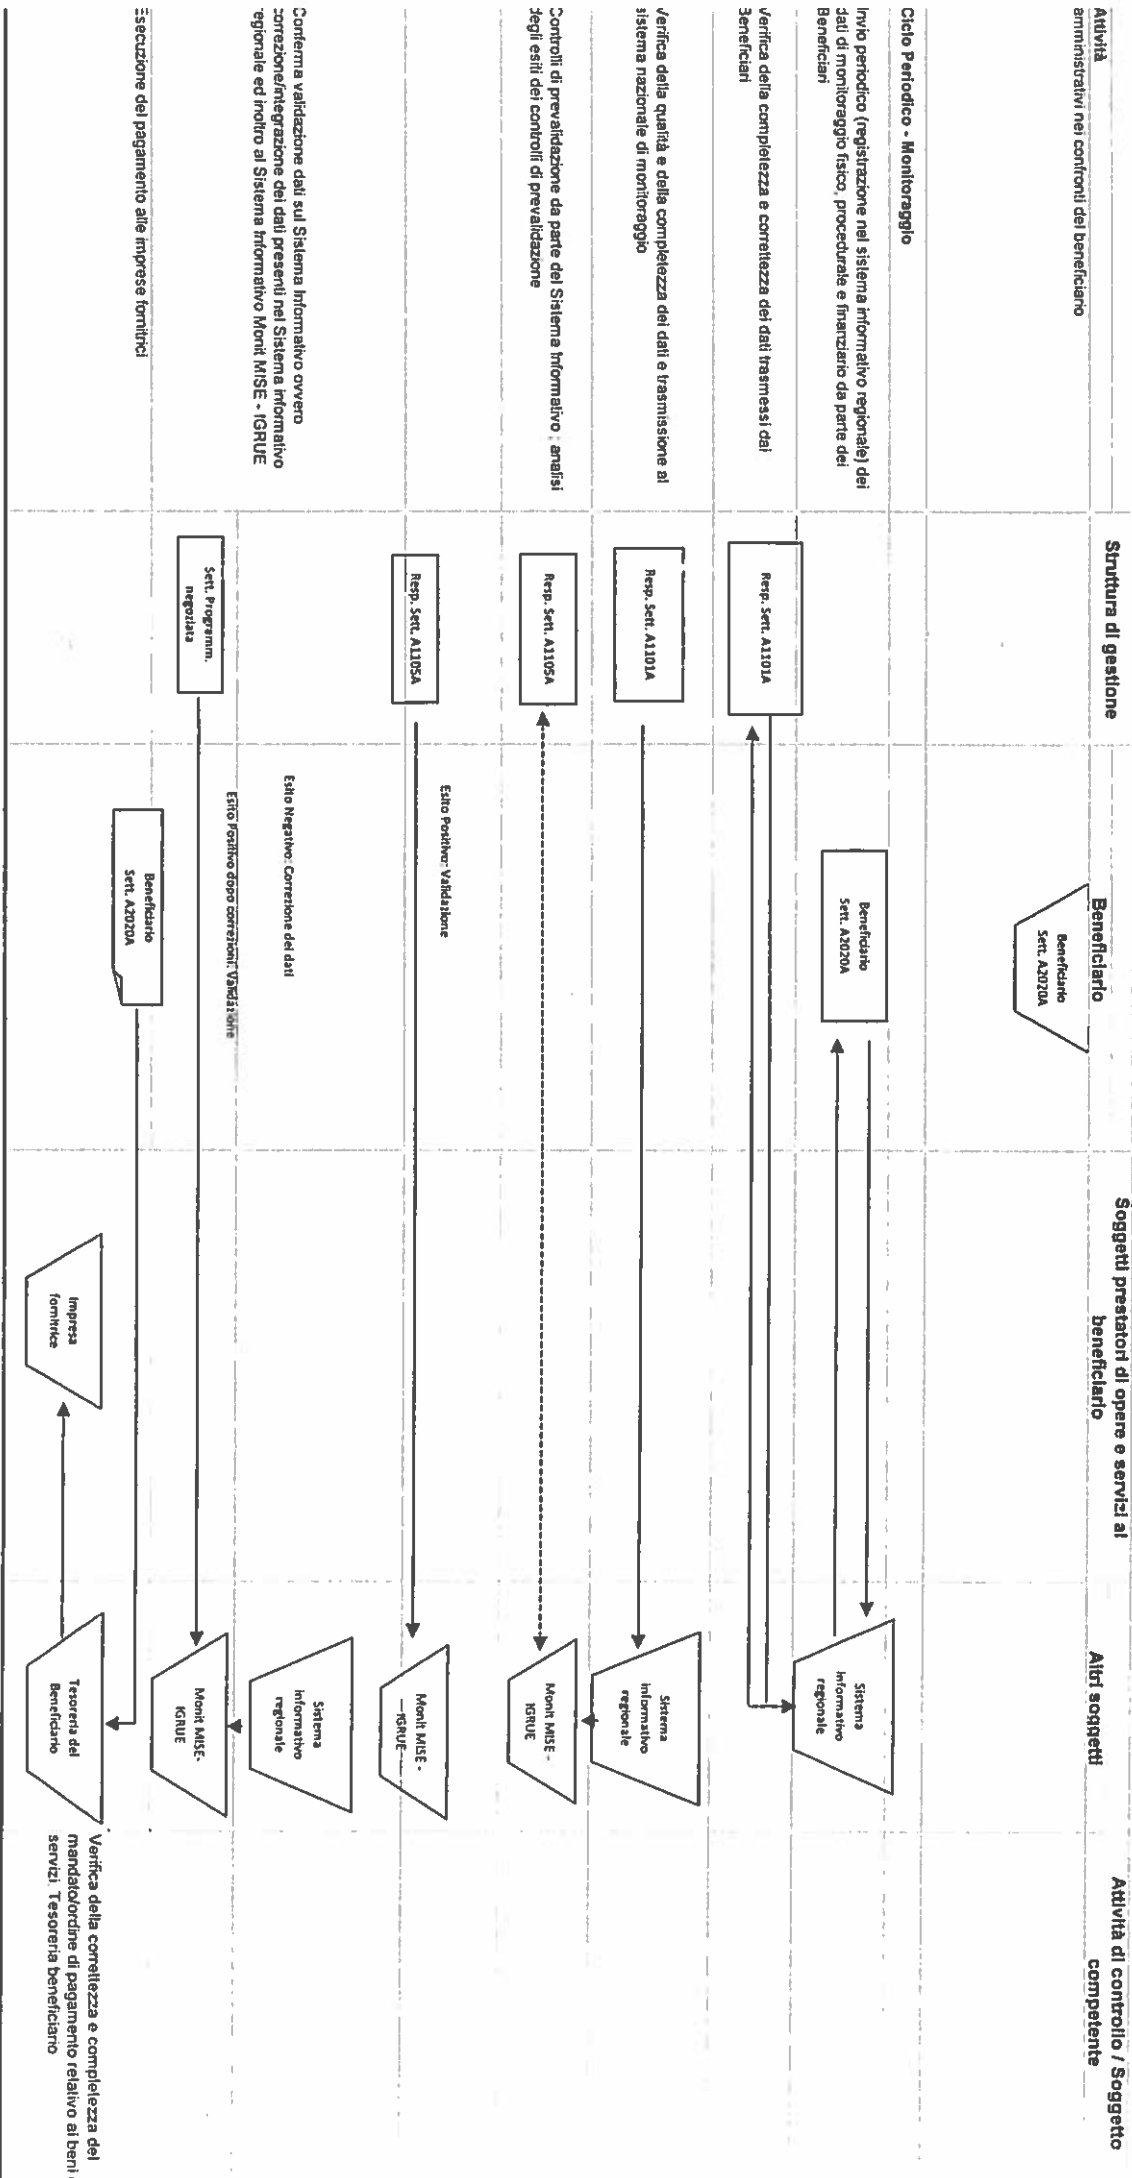 Attività
Struttura di gestione
Beneficiario
Soggetti prestatori di opere e servizi al
beneficiario
Altri soggetti
Attività di controllo / Soggetto
competente
amministrativi nei confronti del beneficiario
Beneficiario
Sett. A2020A
Ciclo Periodico - Monitoraggio
Invio periodico (registrazione nel sistema informativo regionale) dei
dati di monitoraggio fisico, procedurale e finanziario da parte dei
Beneficiari
Beneficiario
Sett. A2020A
Sistema
Informativo
regionale
Verifica della completezza e correttezza dei dati trasmessi dai
Beneficiari
Resp. Sett. A1101A
Verifica della qualità e della completezza dei dati e trasmissione al
sistema nazionale di monitoraggio
Resp. Sett. A1101A
Sistema
informativo
regionale
Controlli di prevalidazione da parte del Sistema Informativo ; analisi
degli esiti dei controlli di prevalidazione
Resp. Sett. A1105A
Monit MISE -
IGRUE
Esito Positivo: Validazione
Resp. Sett. A1105A
Monit MISE -
IGRUE
Conferma validazione dati sul Sistema Informativo ovvero
correzione/integrazione dei dati presenti nel Sistema informativo
regionale ed inoltro al Sistema Informativo Monit MISE - IGRUE
Esito Negativo: Correzione dei dati
Sistema
informativo
regionale
Esito Positivo dopo correzioni: Validazione
Sett. Programm.
negoziata
Monit MISE-
IGRUE
Esecuzione del pagamento alle imprese fornitrici
Beneficiario
Sett. A2020A
Impresa
fornitrice
Tesoreria del
Beneficiario
Verifica della correttezza e completezza del
mandato/ordine di pagamento relativo ai beni
servizi. Tesoreria beneficiario